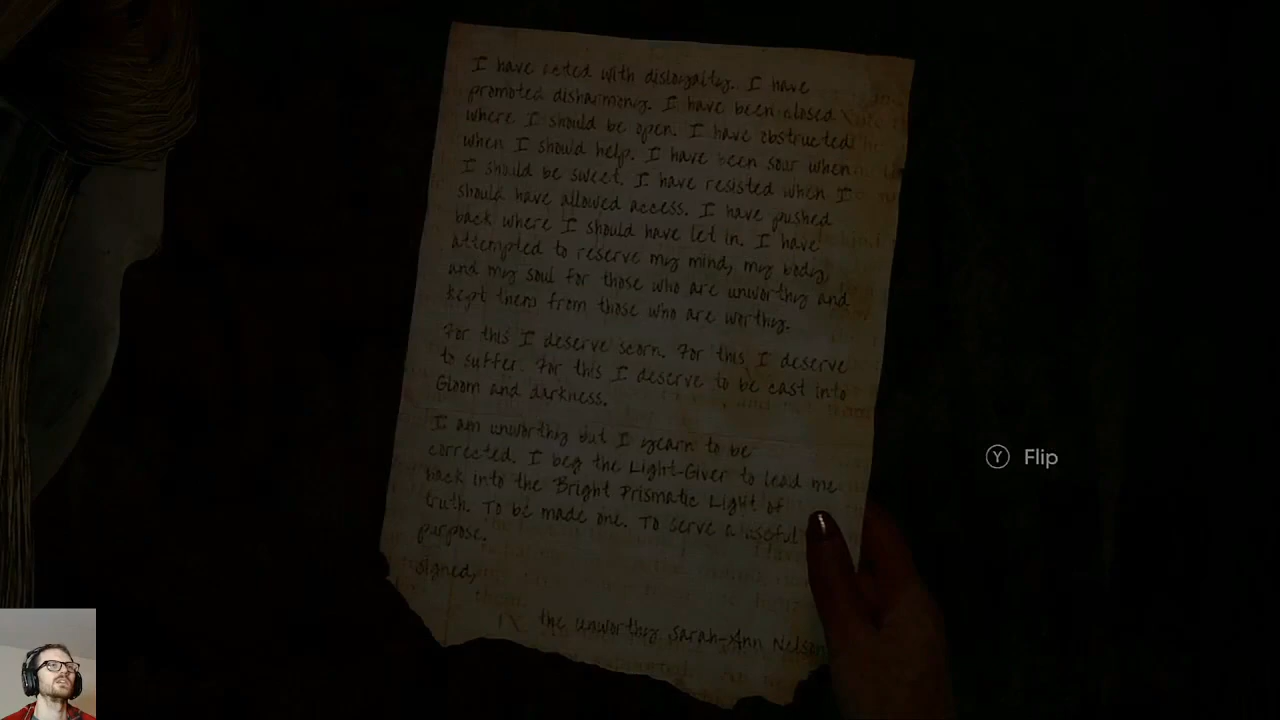 I have acted with disloyalty. I have
promoted disharmony. I have been closed
where I should be open. I have obstructed
when I should help. I have been sour when
I should be sweet. I have resisted when I
should have allowed access. I have pushed
back where I should have let in. I have
attempted to reserve my mind, my body,
and my soul for those who are unworthy and
kept them from those who are worthy.
For this I deserve scorn. For this I deserve
to suffer. For this I deserve to be cast into
Gloom and darkness.
I am unworthy but I yearn to be
corrected. I beg the Light-Giver to lead me
back into the Bright Prismatic Light of
truth. To be made one. To serve a useful
purpose.
signed,
the unworthy Sarah-Ann Nelson
Y Flip